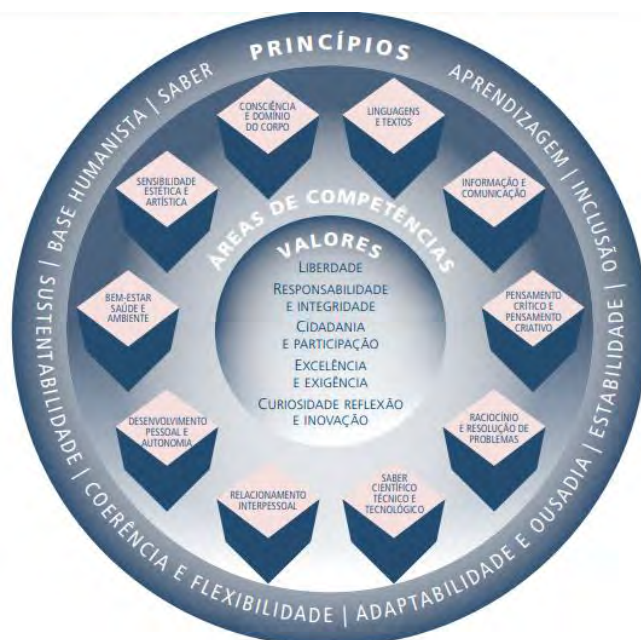 PRINCÍPIOS
BASE HUMANISTA | SABER
APRENDIZAGEM | INCLUSÃO |
ESTABILIDADE |
ADAPTABILIDADE E OUSADIA |
COERÊNCIA E FLEXIBILIDADE |
SUSTENTABILIDADE |
ÁREAS DE COMPETÊNCIAS
LINGUAGENS
E TEXTOS
INFORMAÇÃO E
COMUNICAÇÃO
PENSAMENTO
CRÍTICO E
PENSAMENTO
CRIATIVO
RACIOCÍNIO
E RESOLUÇÃO DE
PROBLEMAS
SABER
CIENTÍFICO
TÉCNICO E
TECNOLÓGICO
RELACIONAMENTO
INTERPESSOAL
DESENVOLVIMENTO
PESSOAL E
AUTONOMIA
BEM-ESTAR
SAÚDE E
AMBIENTE
SENSIBILIDADE
ESTÉTICA E
ARTÍSTICA
CONSCIÊNCIA
E DOMÍNIO
DO CORPO
VALORES
LIBERDADE
RESPONSABILIDADE
E INTEGRIDADE
CIDADANIA
E PARTICIPAÇÃO
EXCELÊNCIA
E EXIGÊNCIA
CURIOSIDADE REFLEXÃO
E INOVAÇÃO